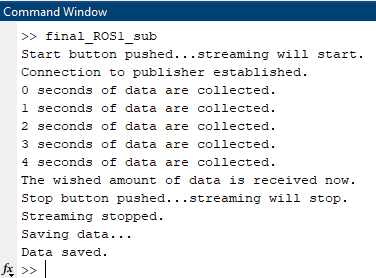 Command Window
>> final_ROS1_sub
Start button pushed...streaming will start.
Connection to publisher established.
0 seconds of data are collected.
1 seconds of data are collected.
2 seconds of data are collected.
3 seconds of data are collected.
4 seconds of data are collected.
The wished amount of data is received now.
Stop button pushed...streaming will stop.
Streaming stopped.
Saving data...
Data saved.
fx >>